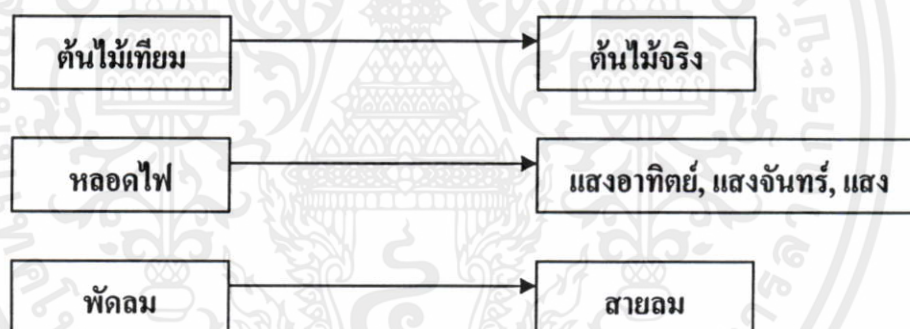 ต้นไม้เทียม ต้นไม้จริง
หลอดไฟ แสงอาทิตย์, แสงจันทร์, แสง
พัดลม สายลม